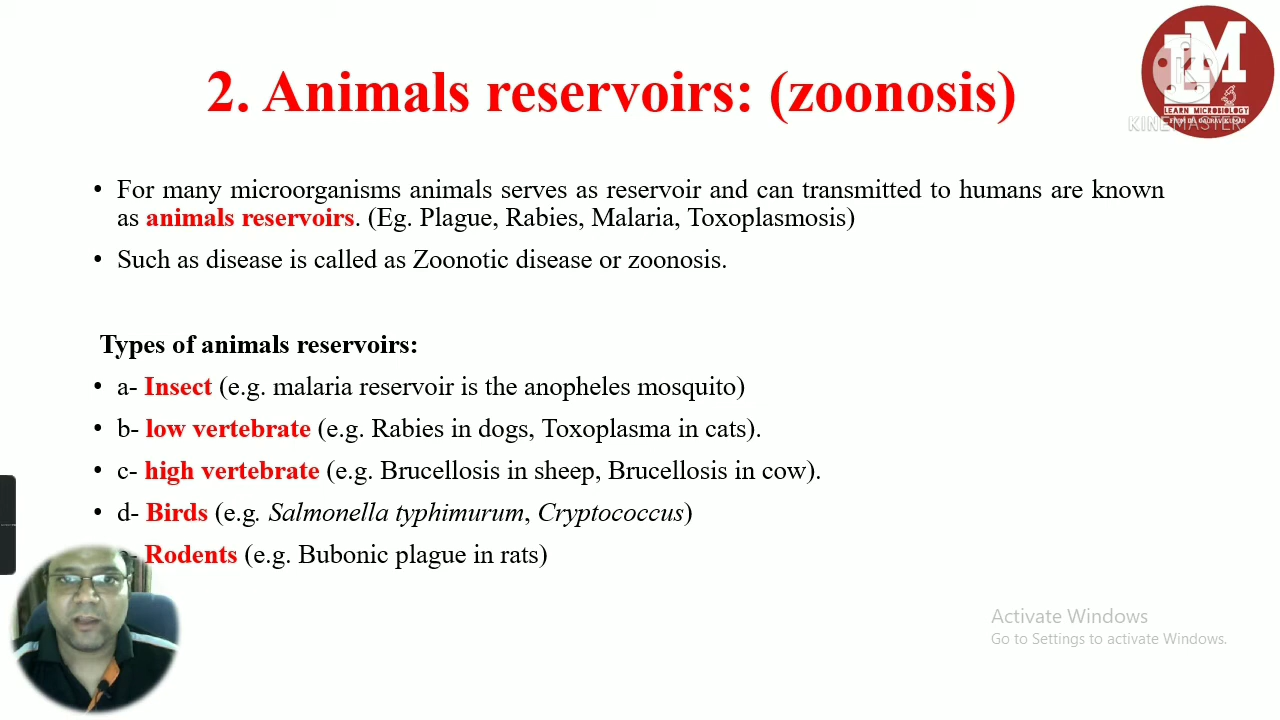 2. Animals reservoirs: (zoonosis)
LM
LEARN MICROBIOLOGY
KINEMASTER
• For many microorganisms animals serves as reservoir and can transmitted to humans are known
as animals reservoirs. (Eg. Plague, Rabies, Malaria, Toxoplasmosis)
• Such as disease is called as Zoonotic disease or zoonosis.
Types of animals reservoirs:
• a- Insect (e.g. malaria reservoir is the anopheles mosquito)
• b- low vertebrate (e.g. Rabies in dogs, Toxoplasma in cats).
• c- high vertebrate (e.g. Brucellosis in sheep, Brucellosis in cow).
• d- Birds (e.g. Salmonella typhimurum, Cryptococcus)
Rodents (e.g. Bubonic plague in rats)
Activate Windows
Go to Settings to activate Windows.